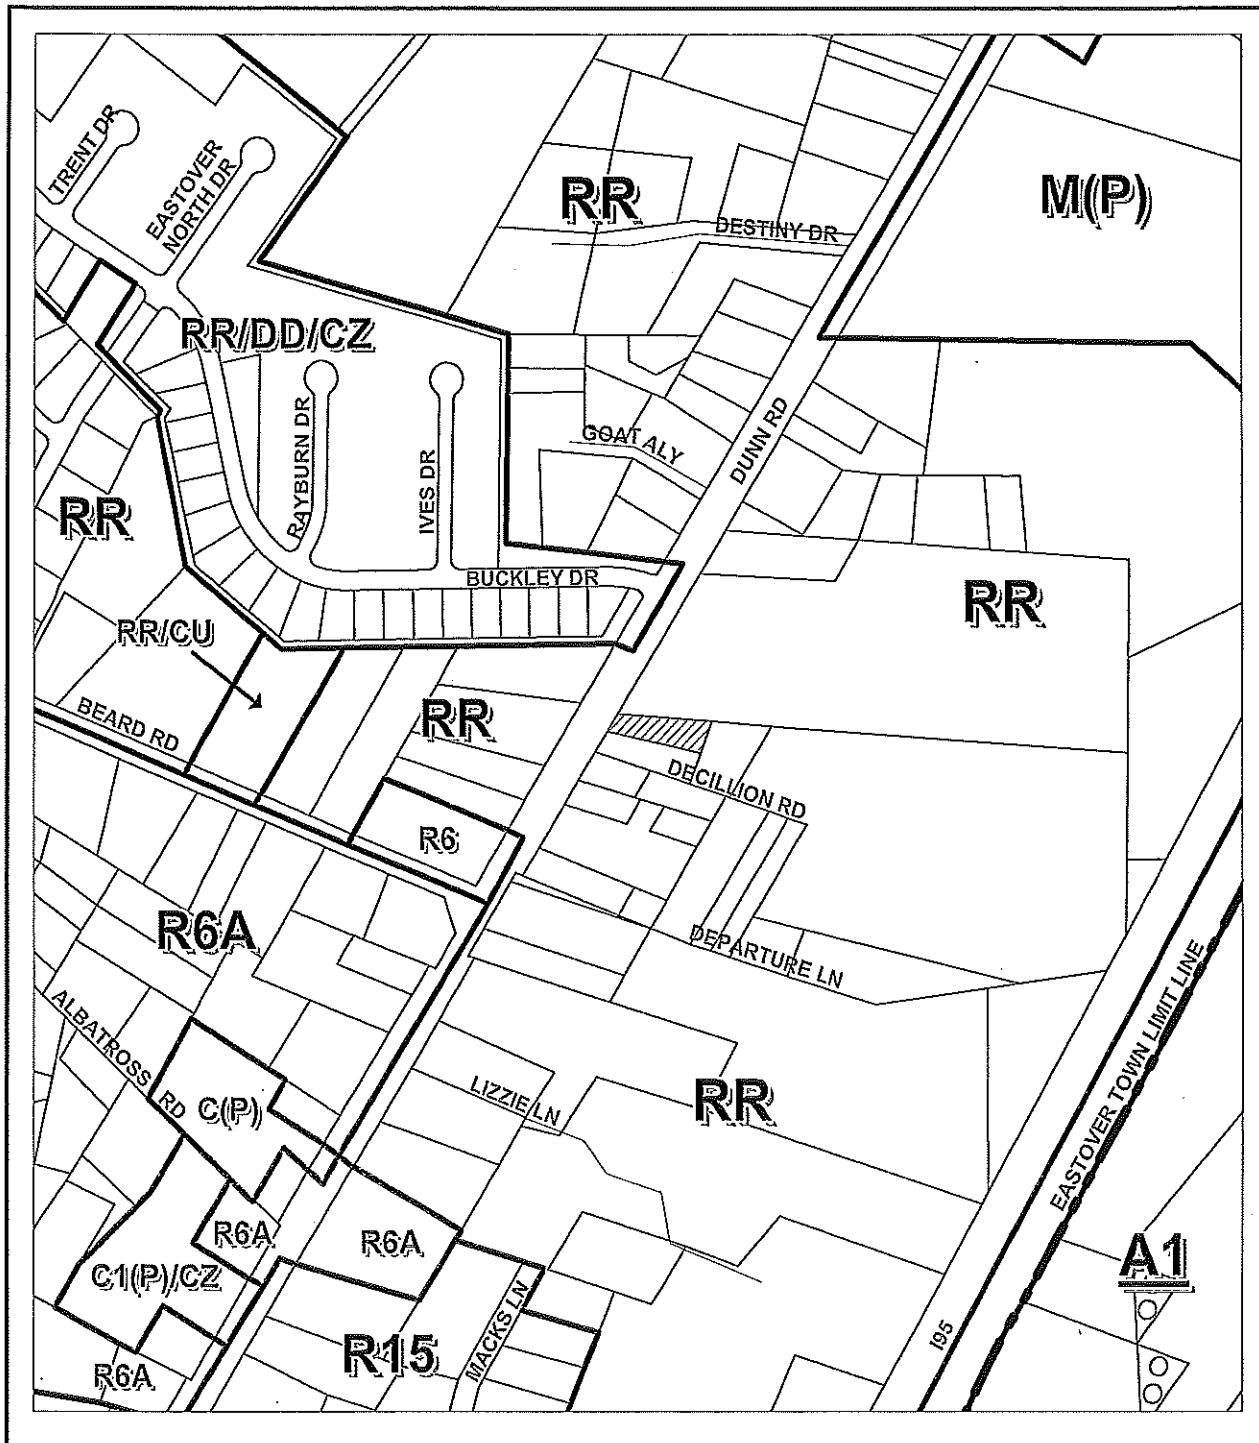 TRENT DR
EASTOVER
NORTH DR
RR
M(P)
DESTINY DR
RR/DD/CZ
RAYBURN DR
IVES DR
GOAT ALY
DUNN RD
RR
BUCKLEY DR
RR
RR/CU
BEARD RD
RR
DECILLION RD
R6
R6A
DEPARTURE LN
EASTOVER TOWN LIMIT LINE
ALBATROSS RD
C(P)
LIZZIE LN
RR
R6A
R6A
C1(P)/CZ
A1
MACKS LN
R15
I95
R6A